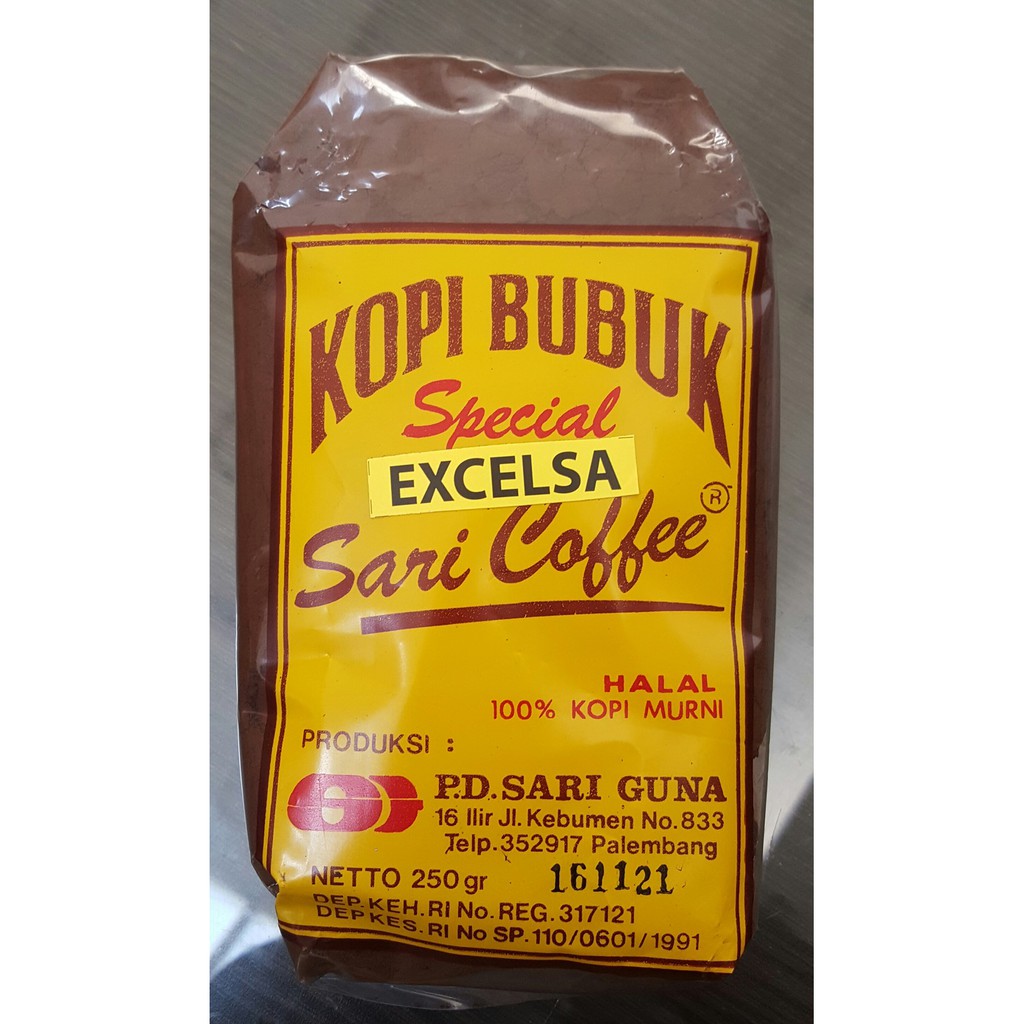 KOPI BUBUK
Special
EXCELSA
Sari Coffee ®
HALAL
100% KOPI MURNI
PRODUKSI :
P.D. SARI GUNA
16 Ilir Jl. Kebumen No. 833
Telp. 352917 Palembang
NETTO 250 gr 161121
DEP. KEH. RI No. REG. 317121
DEP KES. RI No SP. 110/0601/1991